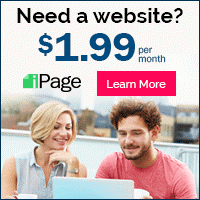 Need a website?
$1.99 per
month
iPage Learn More